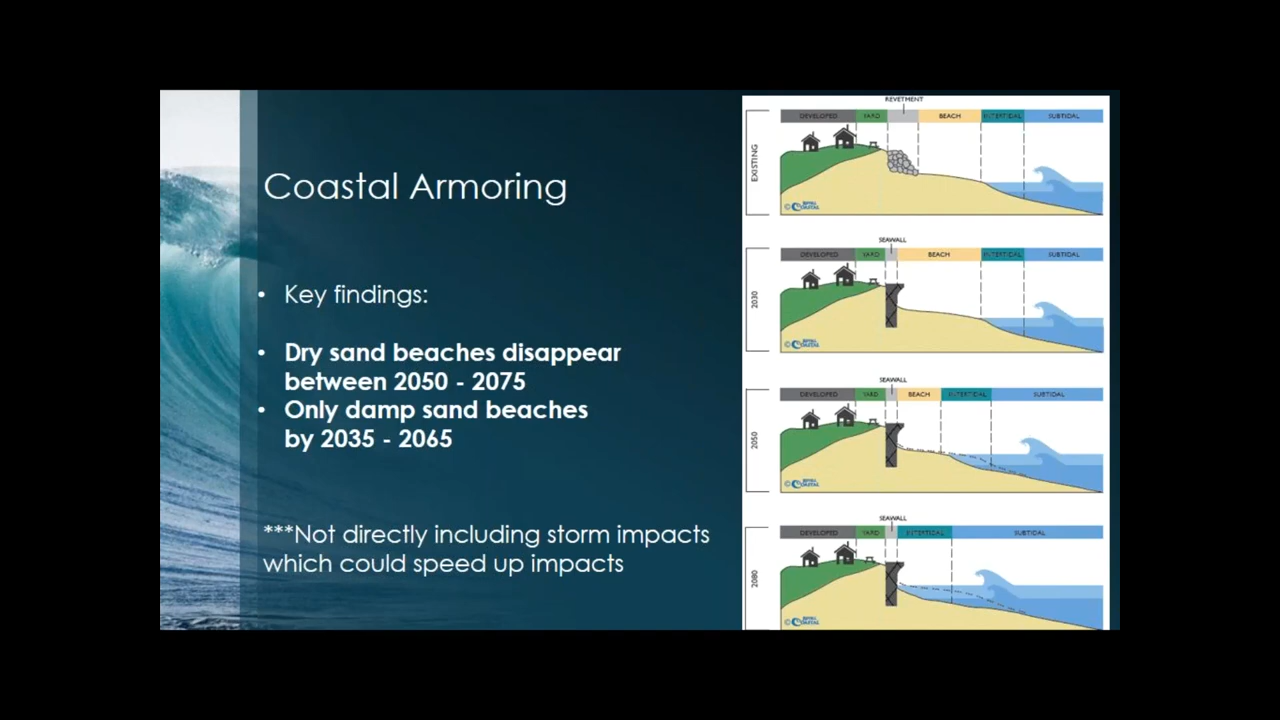 Coastal Armoring
• Key findings:
• Dry sand beaches disappear
between 2050 - 2075
• Only damp sand beaches
by 2035 - 2065
***Not directly including storm impacts
which could speed up impacts
REVETMENT
DEVELOPED YARD BEACH INTERTIDAL SUBTIDAL
EXISTING
SEAWALL
DEVELOPED YARD BEACH INTERTIDAL SUBTIDAL
2030
SEAWALL
DEVELOPED YARD BEACH INTERTIDAL SUBTIDAL
2050
SEAWALL
DEVELOPED YARD INTERTIDAL SUBTIDAL
2080